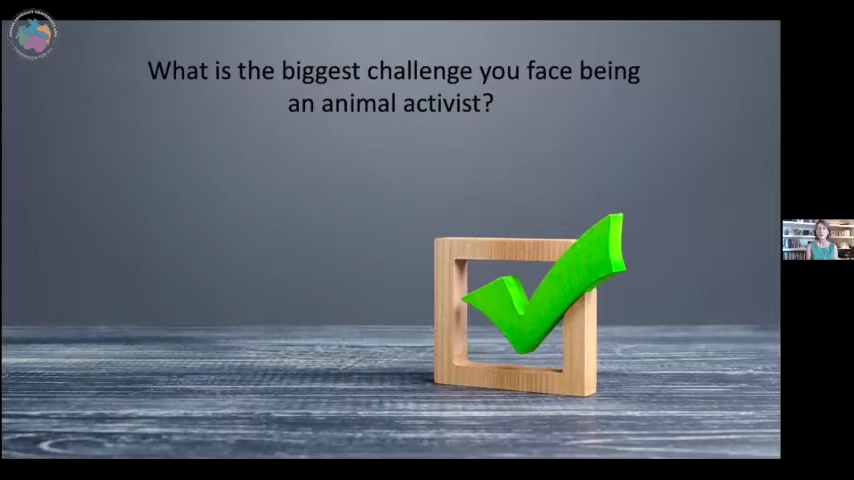 What is the biggest challenge you face being
an animal activist?